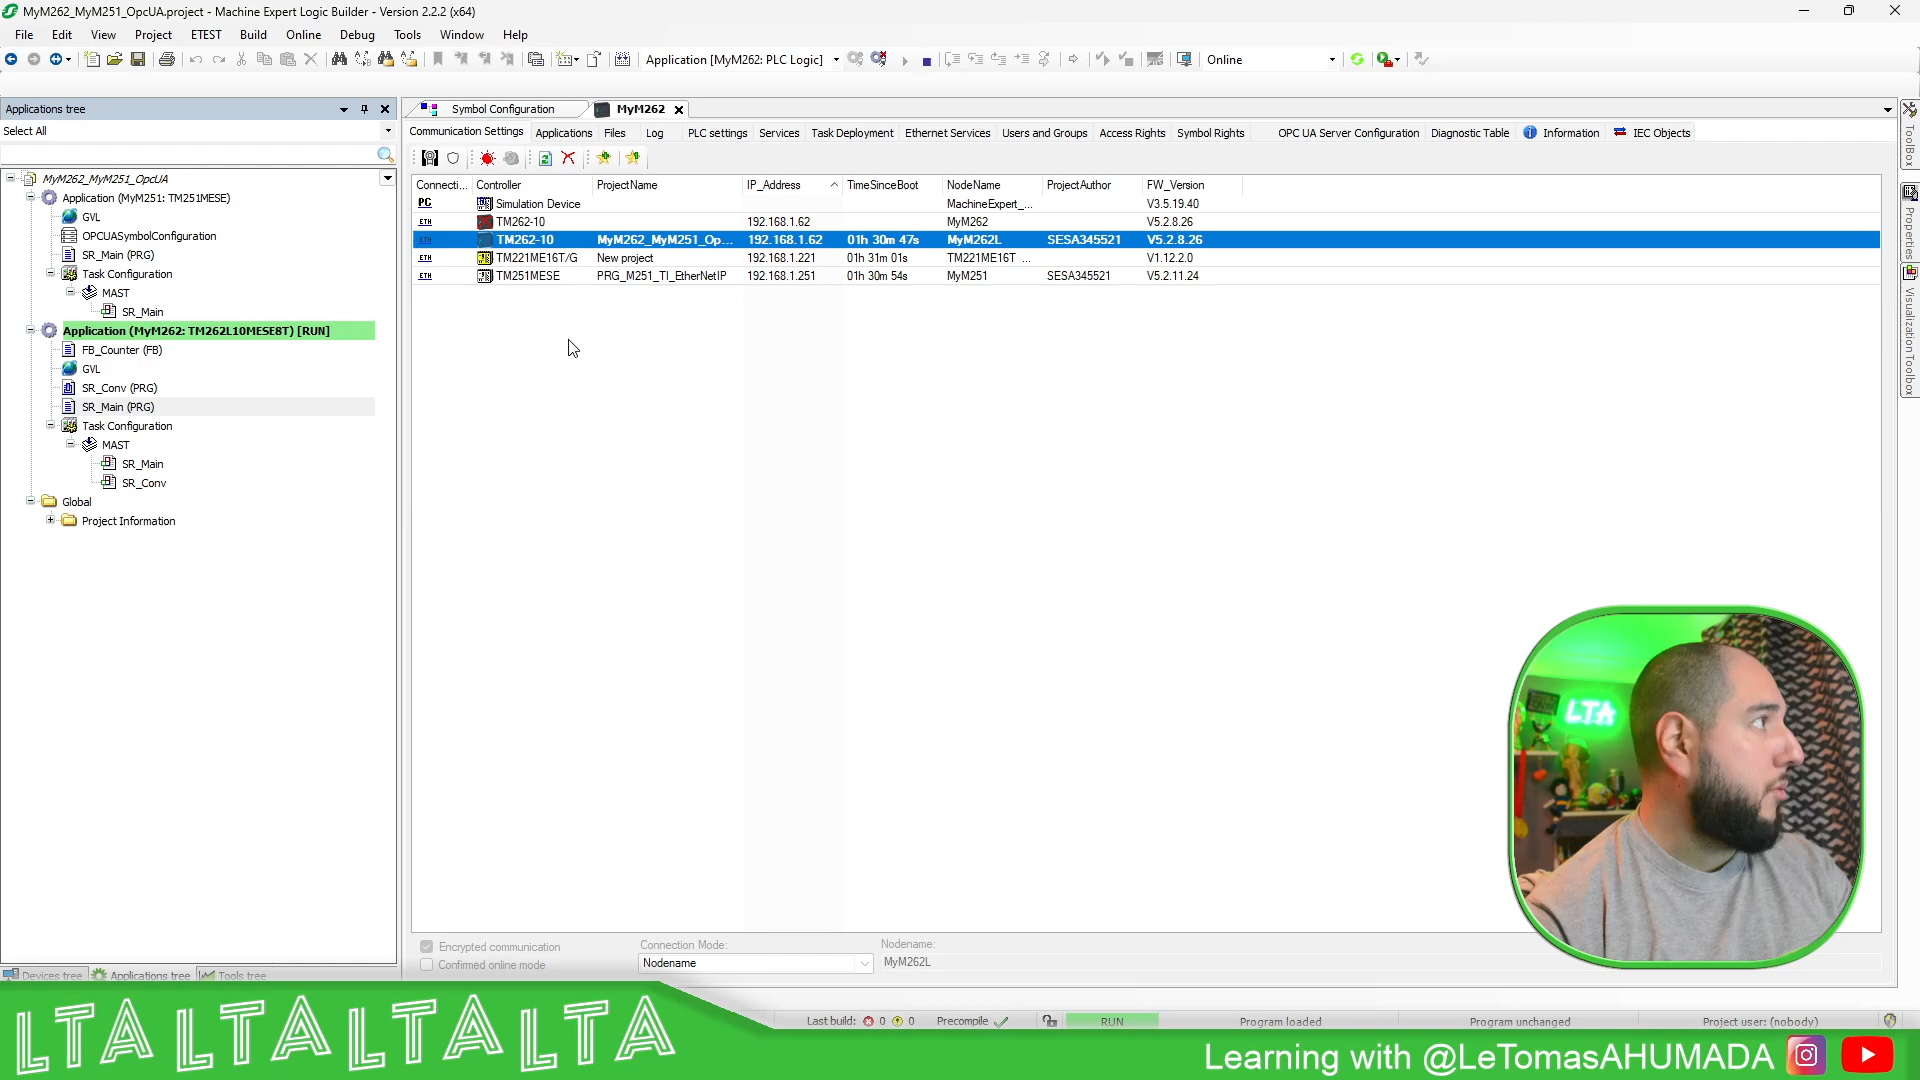 MyM262_MyM251_OpcUA.project - Machine Expert Logic Builder - Version 2.2.2 (x64)
File Edit View Project ETEST Build Online Debug Tools Window Help
Application [MyM262: PLC Logic] Online
Applications tree
Select All
MyM262_MyM251_OpcUA
Application (MyM251: TM251MESE)
GVL
OPCUASymbolConfiguration
SR_Main (PRG)
Task Configuration
MAST
SR_Main
Application (MyM262: TM262L10MESE8T) [RUN]
FB_Counter (FB)
GVL
SR_Conv (PRG)
SR_Main (PRG)
Task Configuration
MAST
SR_Main
SR_Conv
Global
Project Information
Devices tree Applications tree Tools tree
Symbol Configuration MyM262
Communication Settings Applications Files Log PLC settings Services Task Deployment Ethernet Services Users and Groups Access Rights Symbol Rights OPC UA Server Configuration Diagnostic Table Information IEC Objects
Connecti... Controller ProjectName IP_Address TimeSinceBoot NodeName ProjectAuthor FW_Version
PC Simulation Device MachineExpert_... V3.5.19.40
ETH TM262-10 192.168.1.62 MyM262 V5.2.8.26
ETH TM262-10 MyM262_MyM251_Op... 192.168.1.62 01h 30m 47s MyM262L SESA345521 V5.2.8.26
ETH TM221ME16T/G New project 192.168.1.221 01h 31m 01s TM221ME16T ... V1.12.2.0
ETH TM251MESE PRG_M251_TI_EtherNetIP 192.168.1.251 01h 30m 54s MyM251 SESA345521 V5.2.11.24
Encrypted communication
Confirmed online mode
Connection Mode:
Nodename
Nodename:
MyM262L
ToolBox
Properties
Visualization Toolbox
LTA
Last build: 0 0 Precompile RUN Program loaded Program unchanged Project user: (nobody)
LTALTALTALTA
Learning with @LeTomasAHUMADA